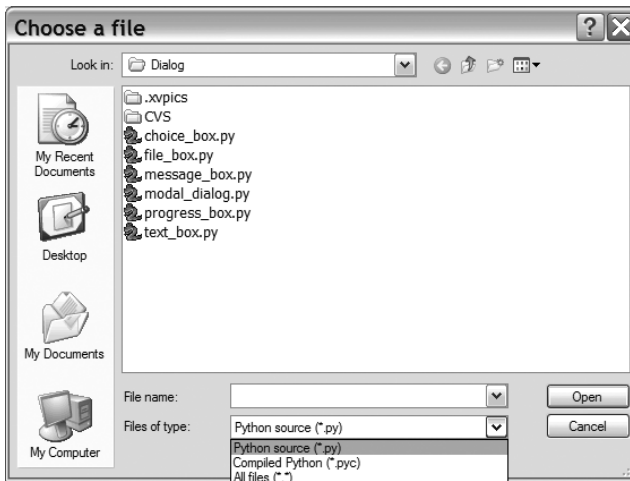 Choose a file
Look in: Dialog
.xvpics
CVS
choice_box.py
file_box.py
message_box.py
modal_dialog.py
progress_box.py
text_box.py
My Recent
Documents
Desktop
My Documents
My Computer
File name: Open
Files of type: Python source (*.py) Cancel
Python source (*.py)
Compiled Python (*.pyc)
All files (*.*)